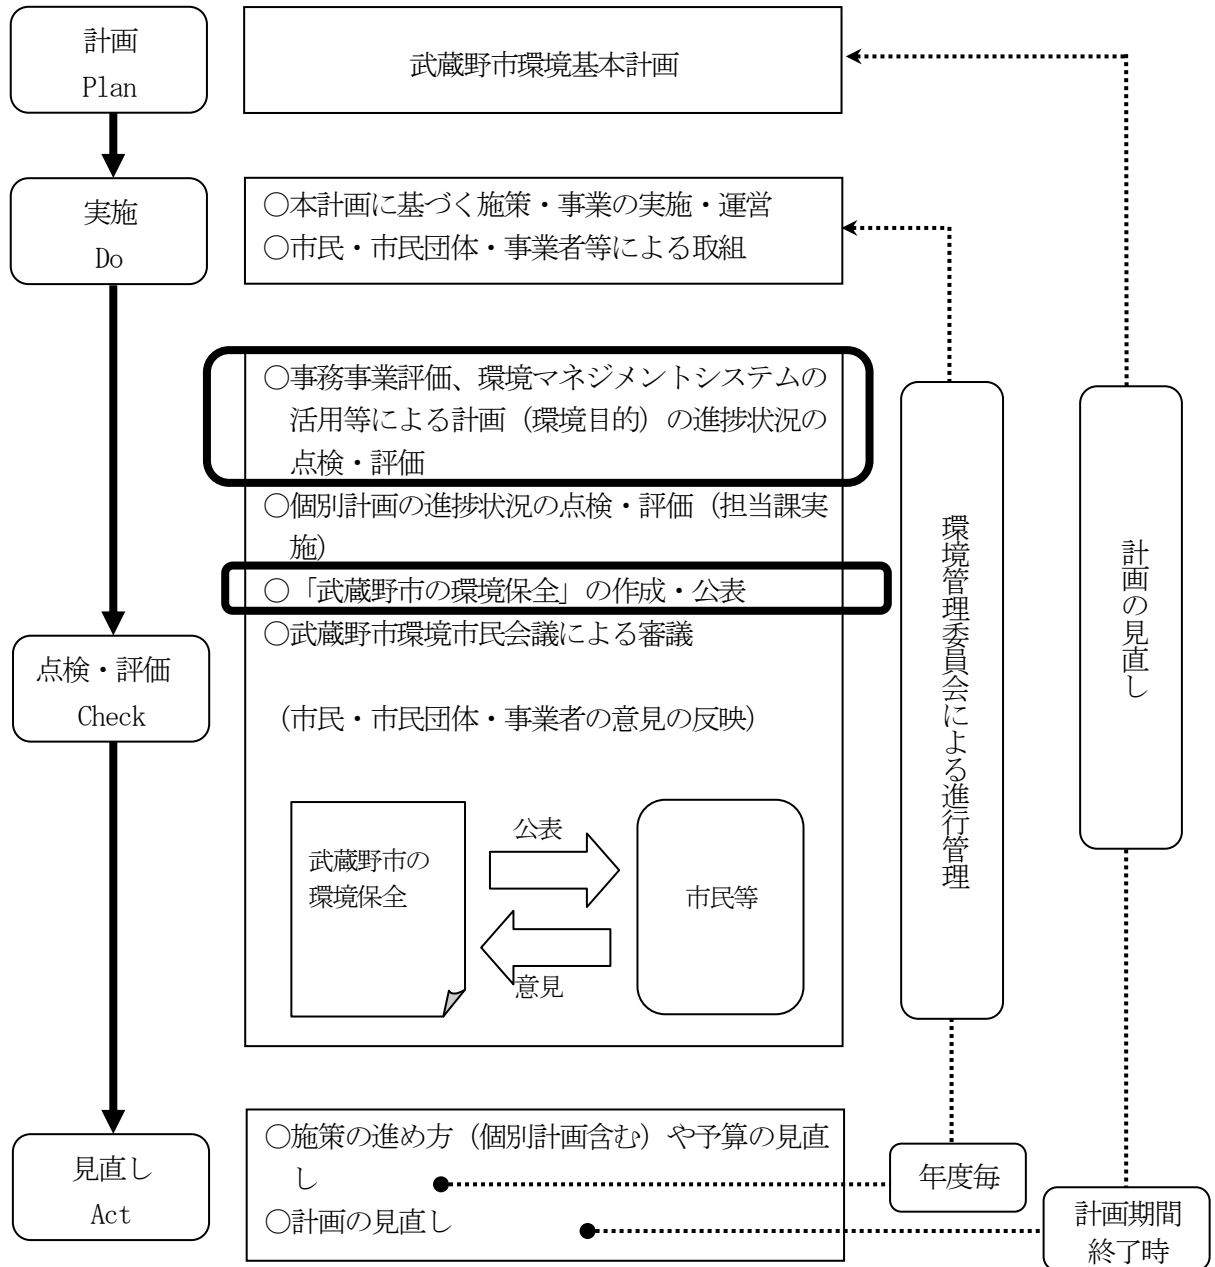 計画
Plan
武蔵野市環境基本計画
実施
Do
○本計画に基づく施策・事業の実施・運営
○市民・市民団体・事業者等による取組
○事務事業評価、環境マネジメントシステムの
活用等による計画（環境目的）の進捗状況の
点検・評価
○個別計画の進捗状況の点検・評価（担当課実
施）
○「武蔵野市の環境保全」の作成・公表
○武蔵野市環境市民会議による審議
（市民・市民団体・事業者の意見の反映）
点検・評価
Check
武蔵野市の
環境保全
公表
意見
市民等
環境管理委員会による進行管理
計画の見直し
見直し
Act
○施策の進め方（個別計画含む）や予算の見直
し
○計画の見直し
年度毎
計画期間
終了時